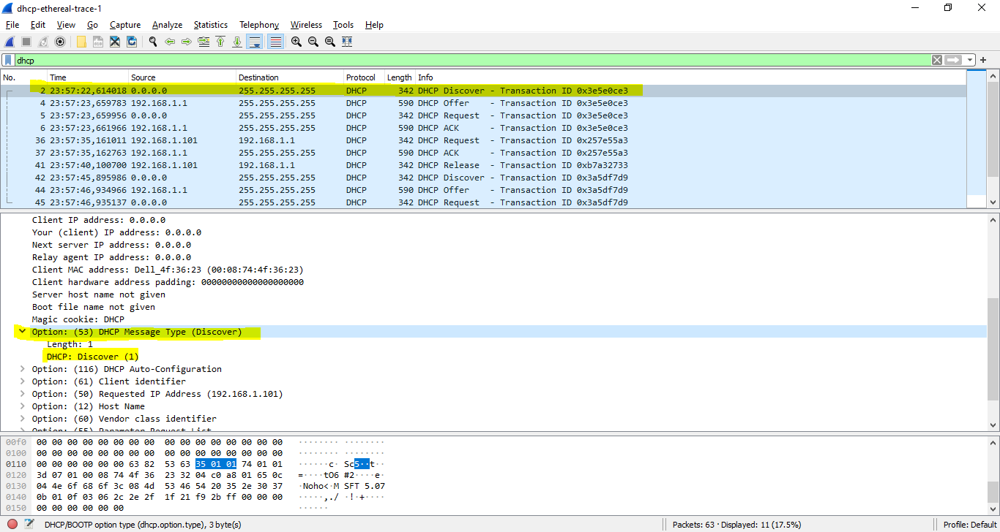 dhcp-ethereal-trace-1
File Edit View Go Capture Analyze Statistics Telephony Wireless Tools Help
dhcp
No. Time Source Destination Protocol Length Info
2 23:57:22,614018 0.0.0.0 255.255.255.255 DHCP 342 DHCP Discover - Transaction ID 0x3e5e0ce3
4 23:57:23,659783 192.168.1.1 255.255.255.255 DHCP 590 DHCP Offer - Transaction ID 0x3e5e0ce3
5 23:57:23,659956 0.0.0.0 255.255.255.255 DHCP 342 DHCP Request - Transaction ID 0x3e5e0ce3
6 23:57:23,661966 192.168.1.1 255.255.255.255 DHCP 590 DHCP ACK - Transaction ID 0x3e5e0ce3
36 23:57:35,161011 192.168.1.101 192.168.1.1 DHCP 342 DHCP Request - Transaction ID 0x257e55a3
37 23:57:35,162763 192.168.1.1 255.255.255.255 DHCP 590 DHCP ACK - Transaction ID 0x257e55a3
41 23:57:40,100700 192.168.1.101 192.168.1.1 DHCP 342 DHCP Release - Transaction ID 0xb7a32733
42 23:57:45,895986 0.0.0.0 255.255.255.255 DHCP 342 DHCP Discover - Transaction ID 0x3a5df7d9
44 23:57:46,934966 192.168.1.1 255.255.255.255 DHCP 590 DHCP Offer - Transaction ID 0x3a5df7d9
45 23:57:46,935137 0.0.0.0 255.255.255.255 DHCP 342 DHCP Request - Transaction ID 0x3a5df7d9
Client IP address: 0.0.0.0
Your (client) IP address: 0.0.0.0
Next server IP address: 0.0.0.0
Relay agent IP address: 0.0.0.0
Client MAC address: Dell_4f:36:23 (00:08:74:4f:36:23)
Client hardware address padding: 00000000000000000000
Server host name not given
Boot file name not given
Magic cookie: DHCP
Option: (53) DHCP Message Type (Discover)
Length: 1
DHCP: Discover (1)
Option: (116) DHCP Auto-Configuration
Option: (61) Client identifier
Option: (50) Requested IP Address (192.168.1.101)
Option: (12) Host Name
Option: (60) Vendor class identifier
Option: (55) Parameter Request List
00f0 00 00 00 00 00 00 00 00 00 00 00 00 00 00 00 00 ········ ········
0100 00 00 00 00 00 00 00 00 00 00 00 00 00 00 00 00 ········ ········
0110 00 00 00 00 00 00 63 82 53 63 35 01 01 74 01 01 ······c· Sc5··t··
0120 3d 07 01 00 08 74 4f 36 23 32 04 c0 a8 01 65 0c =····tO6 #2····e·
0130 04 4e 6f 68 6f 3c 08 4d 53 46 54 20 35 2e 30 37 ·Noho<·M SFT 5.07
0140 0b 01 0f 03 06 2c 2e 2f 1f 21 f9 2b ff 00 00 00 ·····,./ ·!·+····
0150 00 00 00 00 00 00 ······
DHCP/BOOTP option type (dhcp.option.type), 3 byte(s) Packets: 63 · Displayed: 11 (17.5%) Profile: Default